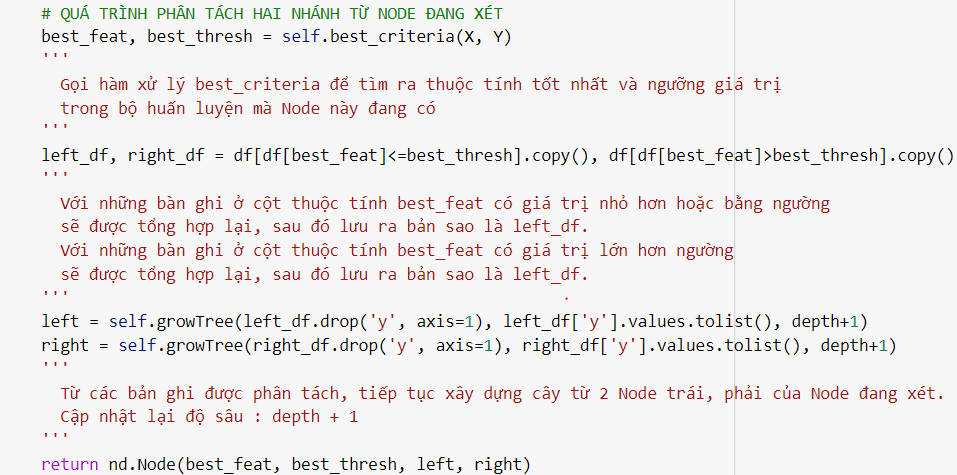 # QUÁ TRÌNH PHÂN TÁCH HAI NHÁNH TỪ NODE ĐANG XÉT
best_feat, best_thresh = self.best_criteria(X, Y)
'''
Gọi hàm xử lý best_criteria để tìm ra thuộc tính tốt nhất và ngưỡng giá trị
trong bộ huấn luyện mà Node này đang có
'''
left_df, right_df = df[df[best_feat]<=best_thresh].copy(), df[df[best_feat]>best_thresh].copy()
'''
Với những bàn ghi ở cột thuộc tính best_feat có giá trị nhỏ hơn hoặc bằng ngường
sẽ được tổng hợp lại, sau đó lưu ra bản sao là left_df.
Với những bàn ghi ở cột thuộc tính best_feat có giá trị lớn hơn ngường
sẽ được tổng hợp lại, sau đó lưu ra bản sao là left_df.
'''
left = self.growTree(left_df.drop('y', axis=1), left_df['y'].values.tolist(), depth+1)
right = self.growTree(right_df.drop('y', axis=1), right_df['y'].values.tolist(), depth+1)
'''
Từ các bản ghi được phân tách, tiếp tục xây dựng cây từ 2 Node trái, phải của Node đang xét.
Cập nhật lại độ sâu : depth + 1
'''
return nd.Node(best_feat, best_thresh, left, right)